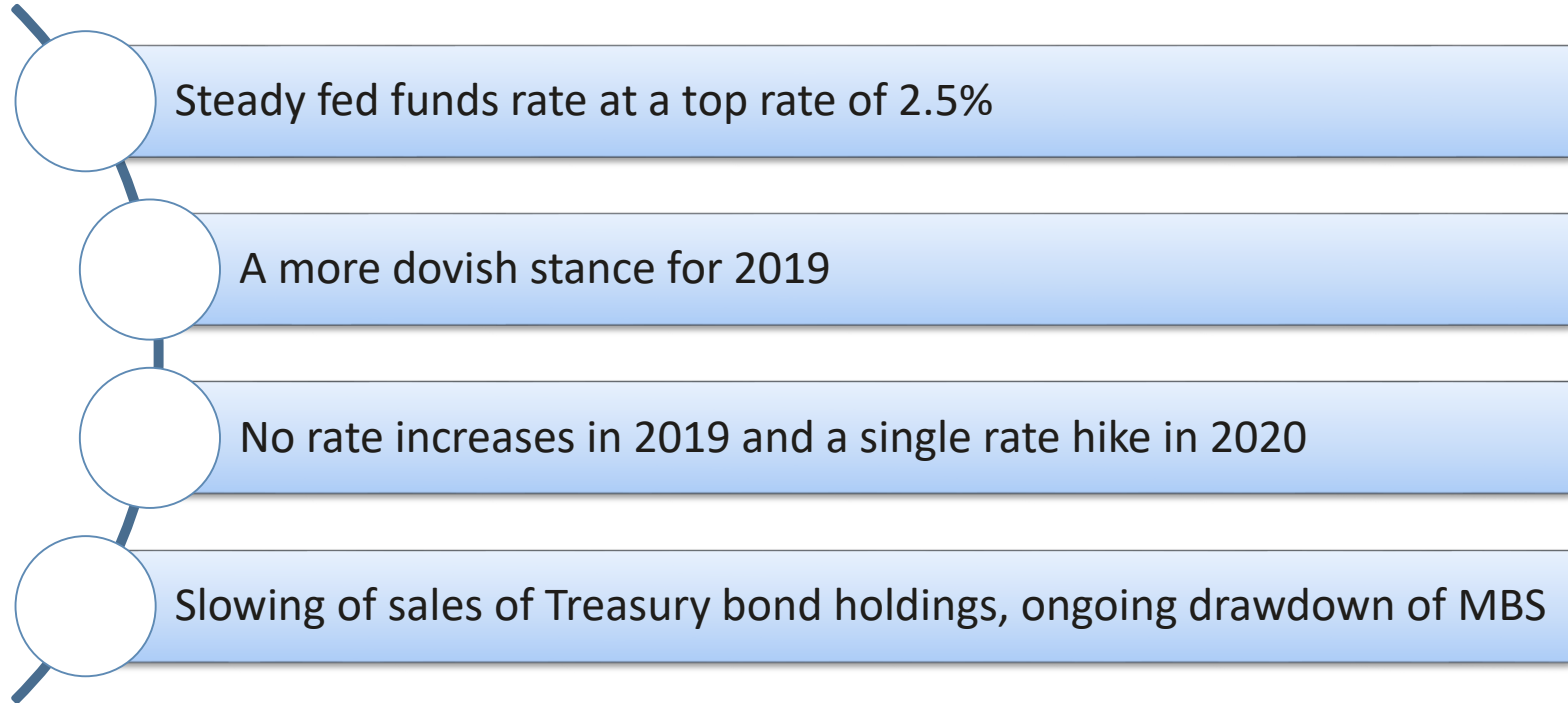 Steady fed funds rate at a top rate of 2.5%
A more dovish stance for 2019
No rate increases in 2019 and a single rate hike in 2020
Slowing of sales of Treasury bond holdings, ongoing drawdown of MBS